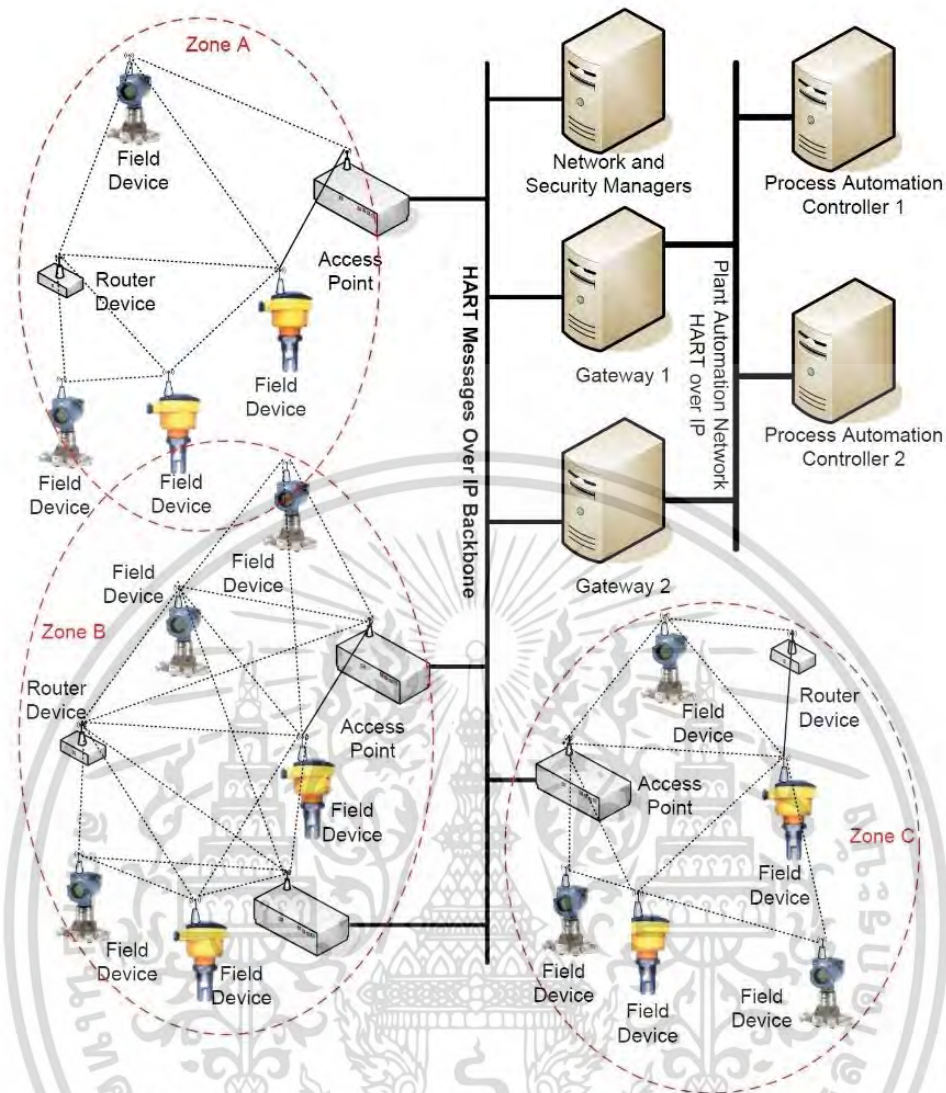 Zone A
Field
Device
Router
Device
Access
Point
Field
Device
Field
Device
Field
Device
Network and
Security Managers
Process Automation
Controller 1
HART Messages Over IP Backbone
Gateway 1
Plant Automation Network
HART over IP
Process Automation
Controller 2
Gateway 2
Zone B
Field
Device
Field
Device
Router
Device
Access
Point
Field
Device
Field
Device
Field
Device
Field
Device
Router
Device
Access
Point
Zone C
Field
Device
Field
Device
Field
Device
Field
Device